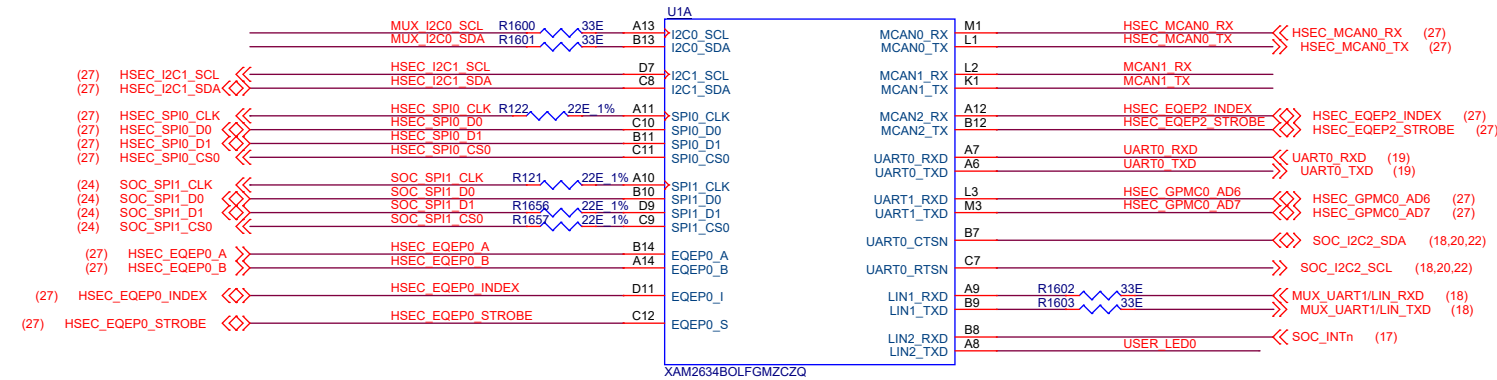 U1A
MUX_I2C0_SCL R1600 33E A13 I2C0_SCL MCAN0_RX M1 HSEC_MCAN0_RX HSEC_MCAN0_RX (27)
MUX_I2C0_SDA R1601 33E B13 I2C0_SDA MCAN0_TX L1 HSEC_MCAN0_TX HSEC_MCAN0_TX (27)
(27) HSEC_I2C1_SCL HSEC_I2C1_SCL D7 I2C1_SCL MCAN1_RX L2 MCAN1_RX
(27) HSEC_I2C1_SDA HSEC_I2C1_SDA C8 I2C1_SDA MCAN1_TX K1 MCAN1_TX
(27) HSEC_SPI0_CLK HSEC_SPI0_CLK R122 22E_1% A11 SPI0_CLK MCAN2_RX A12 HSEC_EQEP2_INDEX HSEC_EQEP2_INDEX (27)
(27) HSEC_SPI0_D0 HSEC_SPI0_D0 C10 SPI0_D0 MCAN2_TX B12 HSEC_EQEP2_STROBE HSEC_EQEP2_STROBE (27)
(27) HSEC_SPI0_D1 HSEC_SPI0_D1 B11 SPI0_D1
(27) HSEC_SPI0_CS0 HSEC_SPI0_CS0 C11 SPI0_CS0 UART0_RXD A7 UART0_RXD UART0_RXD (19)
UART0_TXD A6 UART0_TXD UART0_TXD (19)
(24) SOC_SPI1_CLK SOC_SPI1_CLK R121 22E_1% A10 SPI1_CLK
(24) SOC_SPI1_D0 SOC_SPI1_D0 B10 SPI1_D0 UART1_RXD L3 HSEC_GPMC0_AD6 HSEC_GPMC0_AD6 (27)
(24) SOC_SPI1_D1 SOC_SPI1_D1 R1656 22E_1% D9 SPI1_D1 UART1_TXD M3 HSEC_GPMC0_AD7 HSEC_GPMC0_AD7 (27)
(24) SOC_SPI1_CS0 SOC_SPI1_CS0 R1657 22E_1% C9 SPI1_CS0
UART0_CTSN B7 SOC_I2C2_SDA (18,20,22)
(27) HSEC_EQEP0_A HSEC_EQEP0_A B14 EQEP0_A
(27) HSEC_EQEP0_B HSEC_EQEP0_B A14 EQEP0_B UART0_RTSN C7 SOC_I2C2_SCL (18,20,22)
(27) HSEC_EQEP0_INDEX HSEC_EQEP0_INDEX D11 EQEP0_I LIN1_RXD A9 R1602 33E MUX_UART1/LIN_RXD (18)
LIN1_TXD B9 R1603 33E MUX_UART1/LIN_TXD (18)
(27) HSEC_EQEP0_STROBE HSEC_EQEP0_STROBE C12 EQEP0_S
LIN2_RXD B8 SOC_INTn (17)
LIN2_TXD A8 USER_LED0
XAM2634BOLFGMZCZQ